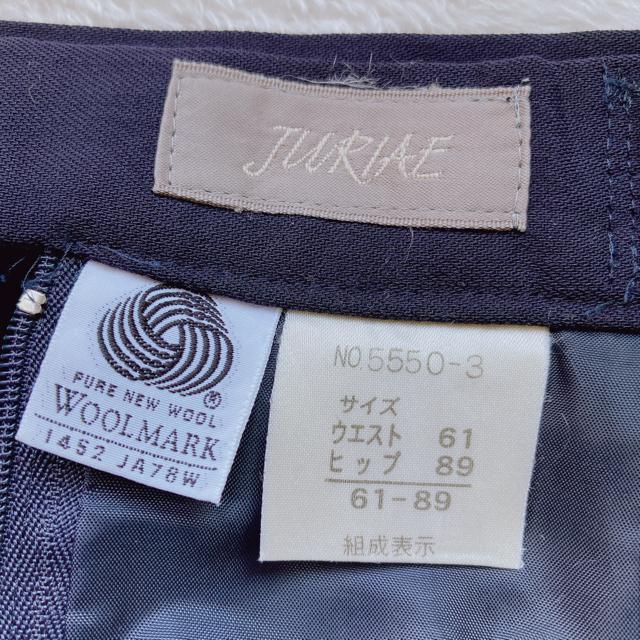 JURIAE
PURE NEW WOOL
®
WOOLMARK
1452 JA78W
NO.5550-3
サイズ
ウエスト 61
ヒップ 89
61-89
組成表示